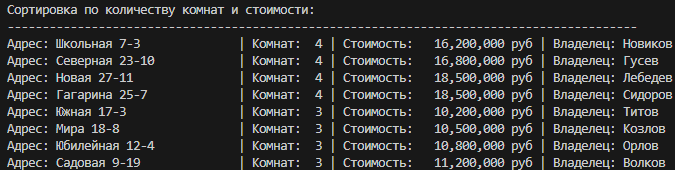 Сортировка по количеству комнат и стоимости:
------------------------------------------------------------------------------------------
Адрес: Школьная 7-3 | Комнат: 4 | Стоимость: 16,200,000 руб | Владелец: Новиков
Адрес: Северная 23-10 | Комнат: 4 | Стоимость: 16,800,000 руб | Владелец: Гусев
Адрес: Новая 27-11 | Комнат: 4 | Стоимость: 18,500,000 руб | Владелец: Лебедев
Адрес: Гагарина 25-7 | Комнат: 4 | Стоимость: 18,500,000 руб | Владелец: Сидоров
Адрес: Южная 17-3 | Комнат: 3 | Стоимость: 10,200,000 руб | Владелец: Титов
Адрес: Мира 18-8 | Комнат: 3 | Стоимость: 10,500,000 руб | Владелец: Козлов
Адрес: Юбилейная 12-4 | Комнат: 3 | Стоимость: 10,800,000 руб | Владелец: Орлов
Адрес: Садовая 9-19 | Комнат: 3 | Стоимость: 11,200,000 руб | Владелец: Волков